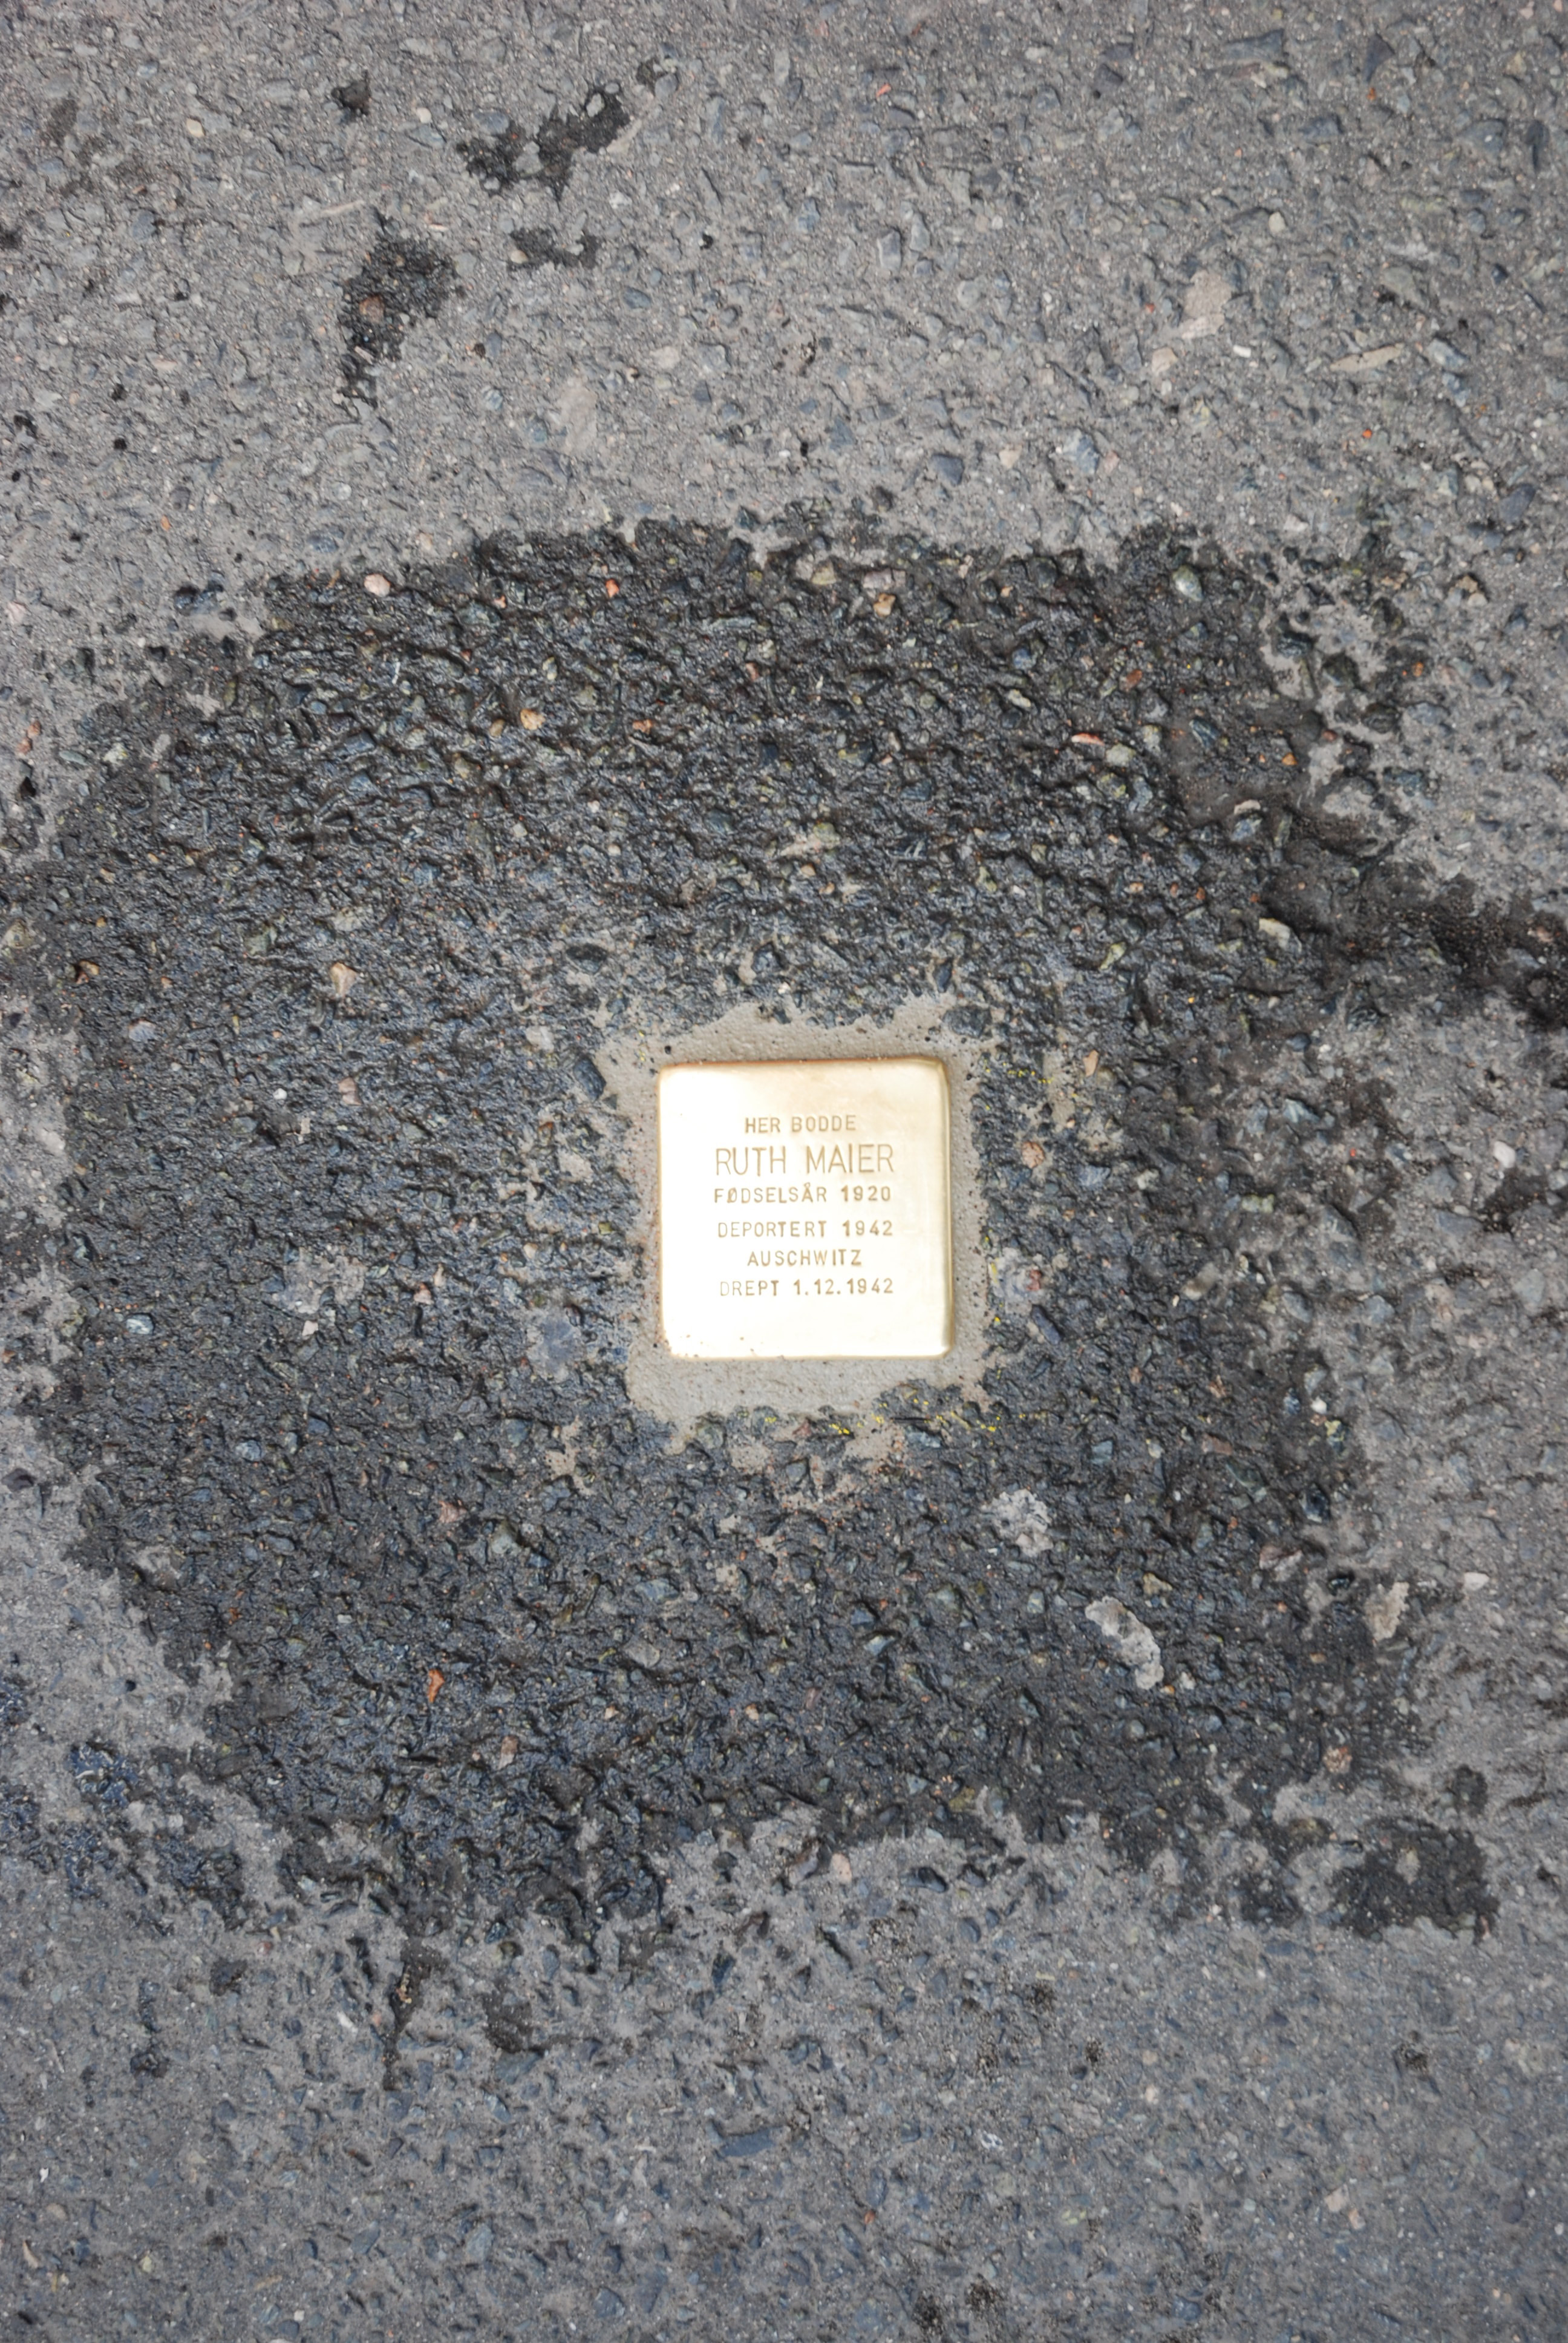 HER BODDE
RUTH MAIER
FØDSELSÅR 1920
DEPORTERT 1942
AUSCHWITZ
DREPT 1.12.1942